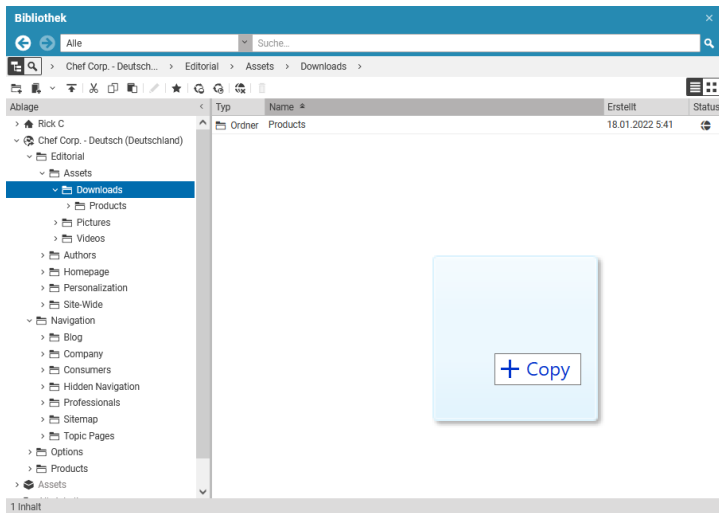 Bibliothek
Alle
Suche...
Chef Corp. - Deutsch... > Editorial > Assets > Downloads >
Ablage
Typ Name Erstellt Status
Rick C
Ordner Products 18.01.2022 5:41
Chef Corp. - Deutsch (Deutschland)
Editorial
Assets
Downloads
Products
Pictures
Videos
Authors
Homepage
Personalization
Site-Wide
Navigation
Blog
Company
Consumers
Hidden Navigation
Professionals
Sitemap
Topic Pages
Options
Products
Assets
+ Copy
1 Inhalt